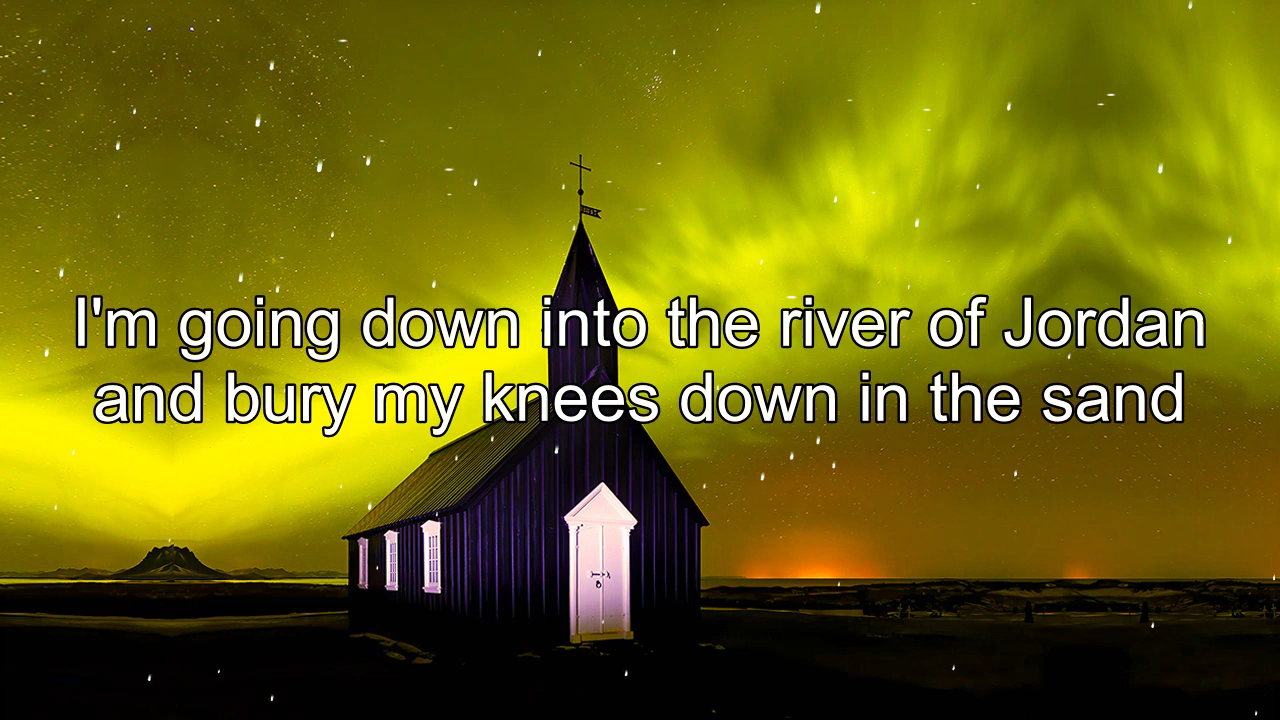 I'm going down into the river of Jordan
and bury my knees down in the sand